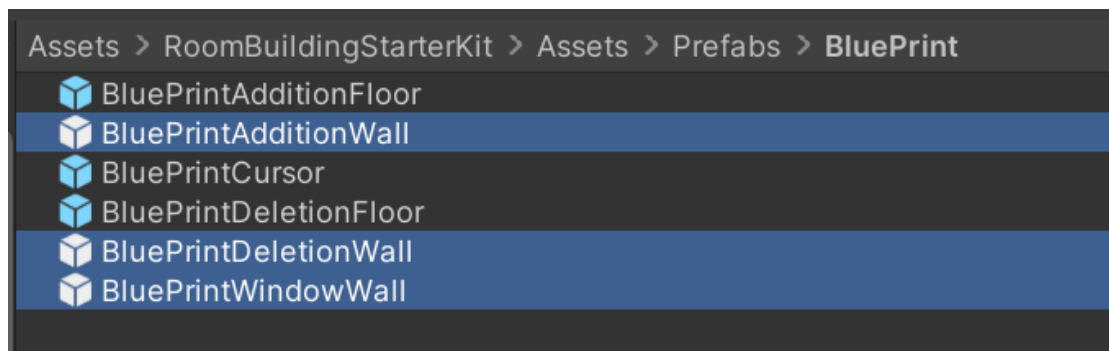 Assets > RoomBuildingStarterKit > Assets > Prefabs > BluePrint
BluePrintAdditionFloor
BluePrintAdditionWall
BluePrintCursor
BluePrintDeletionFloor
BluePrintDeletionWall
BluePrintWindowWall